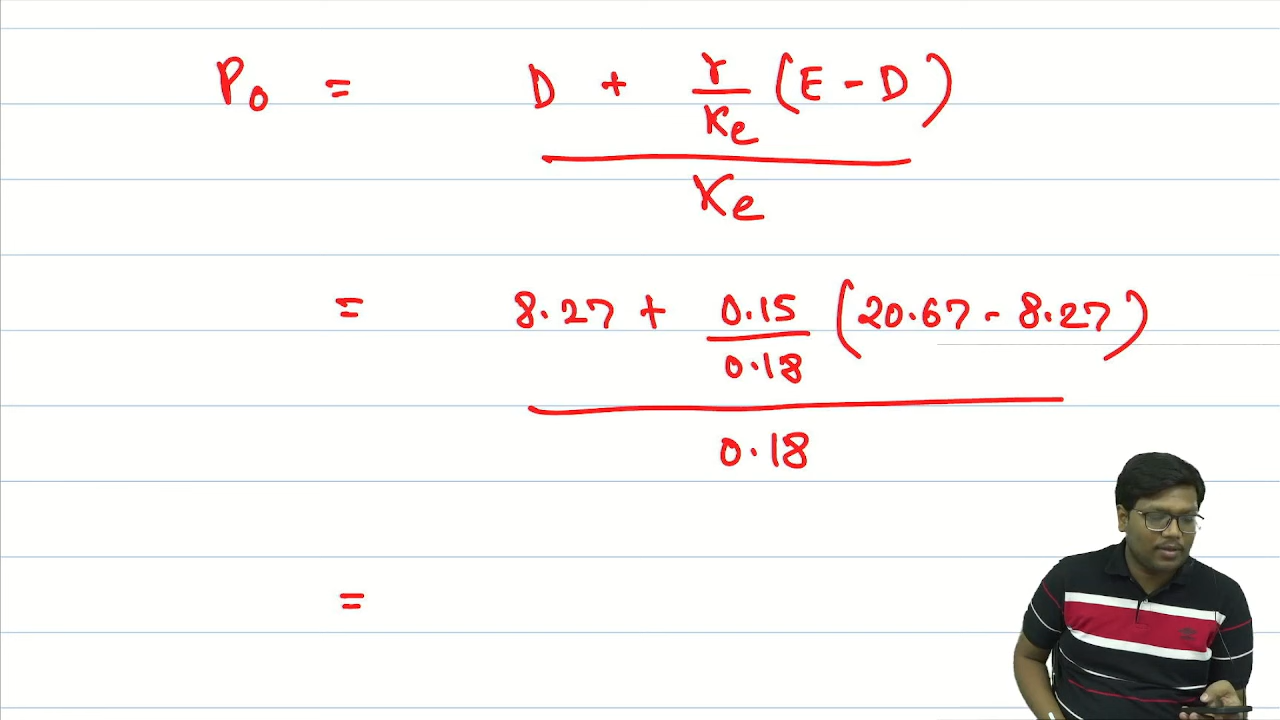 P₀ = D + r/Ke (E - D)
Ke
= 8.27 + 0.15/0.18 (20.67 - 8.27)
0.18
=